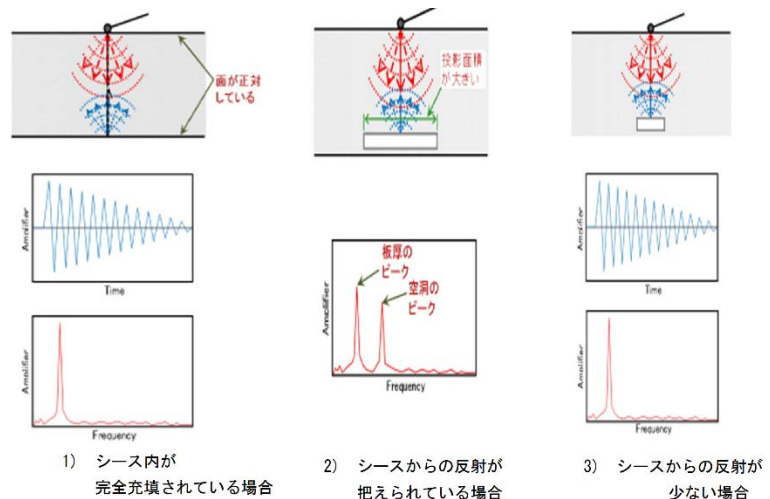 面が正対
している
Amplifier
Time
Amplifier
Frequency
1) シース内が
完全充填されている場合
投影面積
が大きい
板厚の
ピーク
空洞の
ピーク
Amplifier
Frequency
2) シースからの反射が
把えられている場合
Amplifier
Time
Amplifier
Frequency
3) シースからの反射が
少ない場合